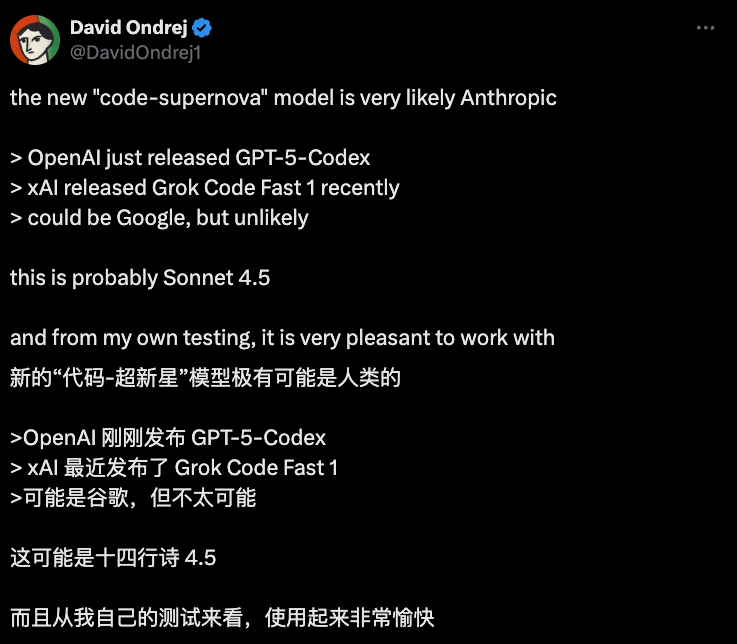 David Ondrej
@DavidOndrej1
the new "code-supernova" model is very likely Anthropic
> OpenAI just released GPT-5-Codex
> xAI released Grok Code Fast 1 recently
> could be Google, but unlikely
this is probably Sonnet 4.5
and from my own testing, it is very pleasant to work with
新的“代码-超新星”模型极有可能是人类的
>OpenAI 刚刚发布 GPT-5-Codex
> xAI 最近发布了 Grok Code Fast 1
>可能是谷歌，但不太可能
这可能是十四行诗 4.5
而且从我自己的测试来看，使用起来非常愉快